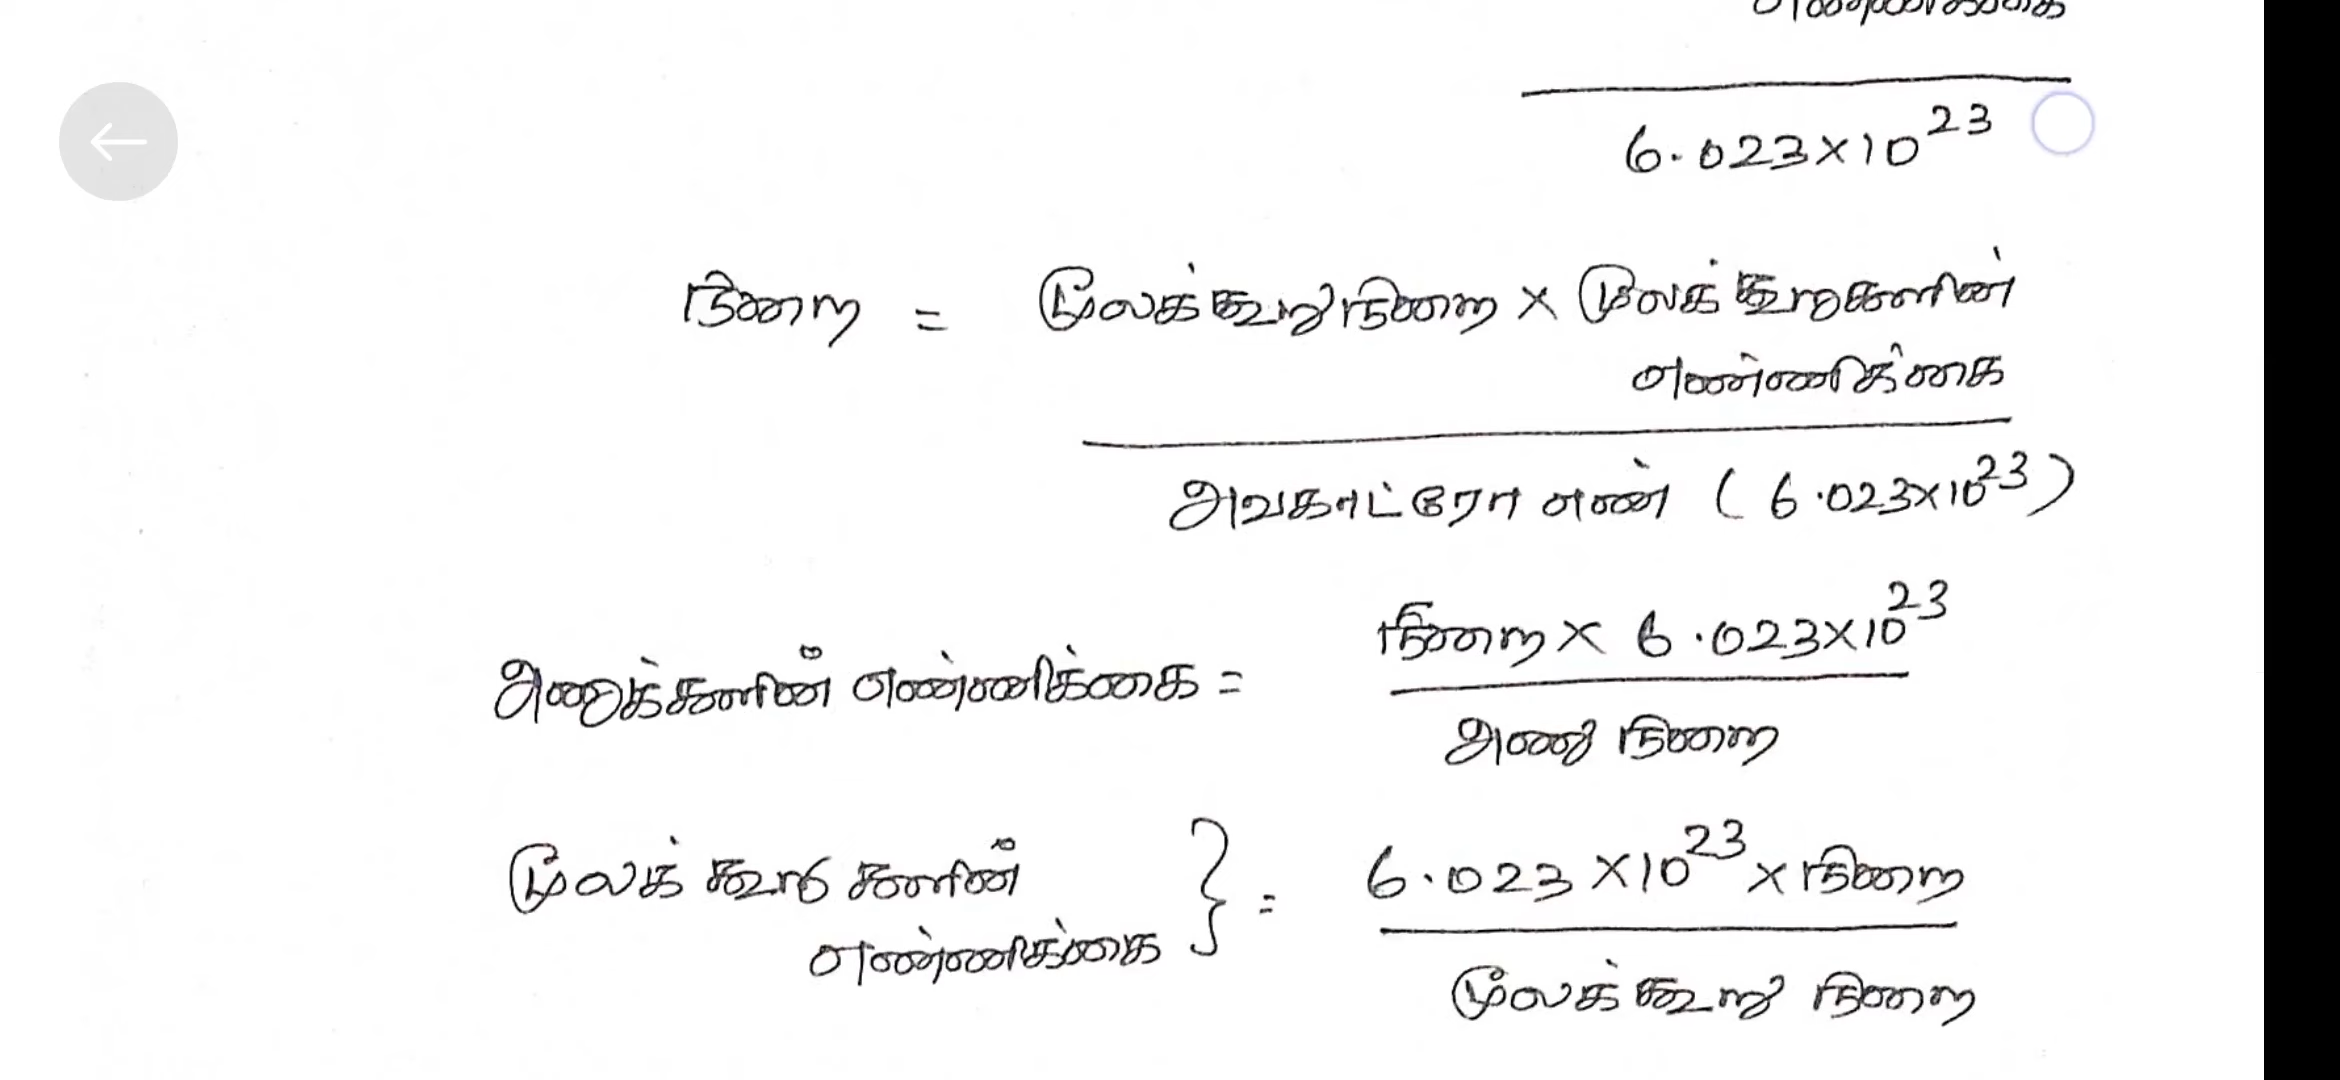 எண்ணிக்கை
6.023×10²³
நிறை = மூலக்கூறு நிறை × மூலக்கூறுகளின்
எண்ணிக்கை
அவகாட்ரோ எண் ( 6.023×10²³ )
நிறை × 6.023×10²³
அணுக்களின் எண்ணிக்கை =
அணு நிறை
மூலக்கூறுகளின்
எண்ணிக்கை } = 6.023 ×10²³ × நிறை
மூலக்கூறு நிறை